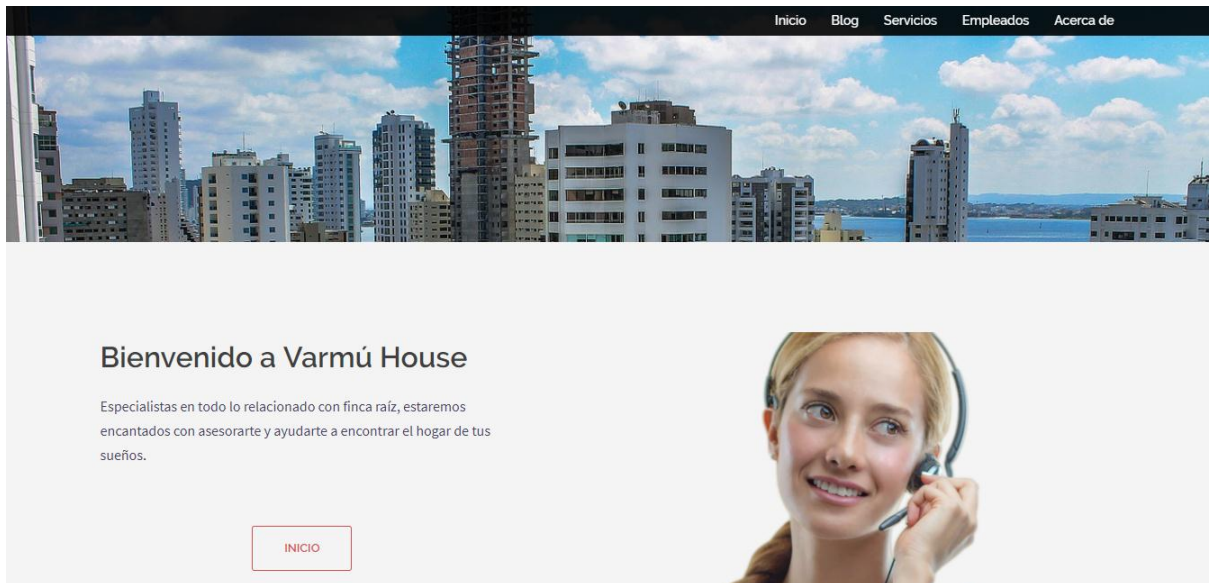 Inicio Blog Servicios Empleados Acerca de
Bienvenido a Varmú House
Especialistas en todo lo relacionado con finca raíz, estaremos
encantados con asesorarte y ayudarte a encontrar el hogar de tus
sueños.
INICIO